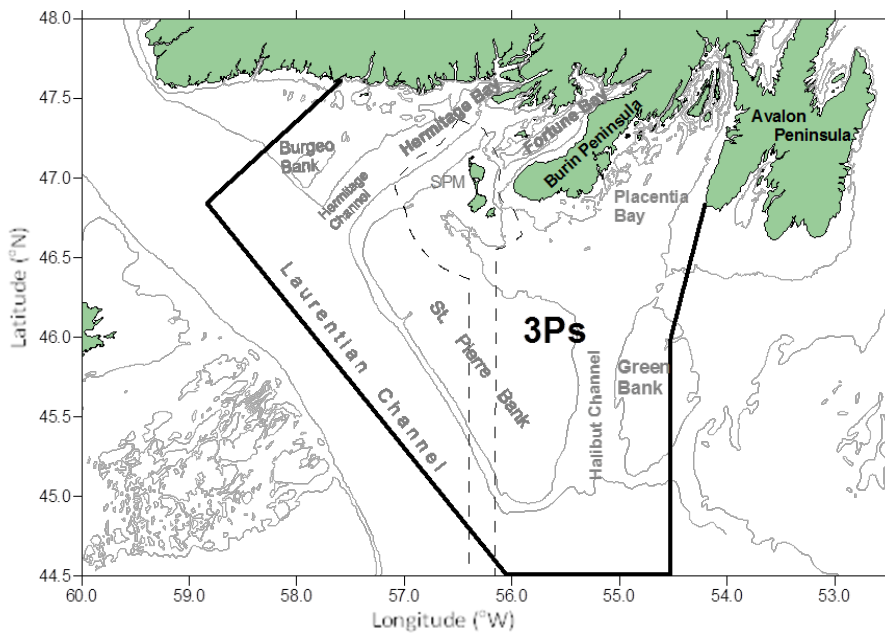 48.0
47.5
47.0
46.5
46.0
45.5
45.0
44.5
Latitude (°N)
60.0 59.0 58.0 57.0 56.0 55.0 54.0 53.0
Longitude (°W)
Burgeo
Bank
Hermitage
Channel
Hermitage Bay
Fortune Bay
Burin Peninsula
Avalon
Peninsula
SPM
Placentia
Bay
Laurentian Channel
St. Pierre Bank
3Ps
Halibut Channel
Green
Bank